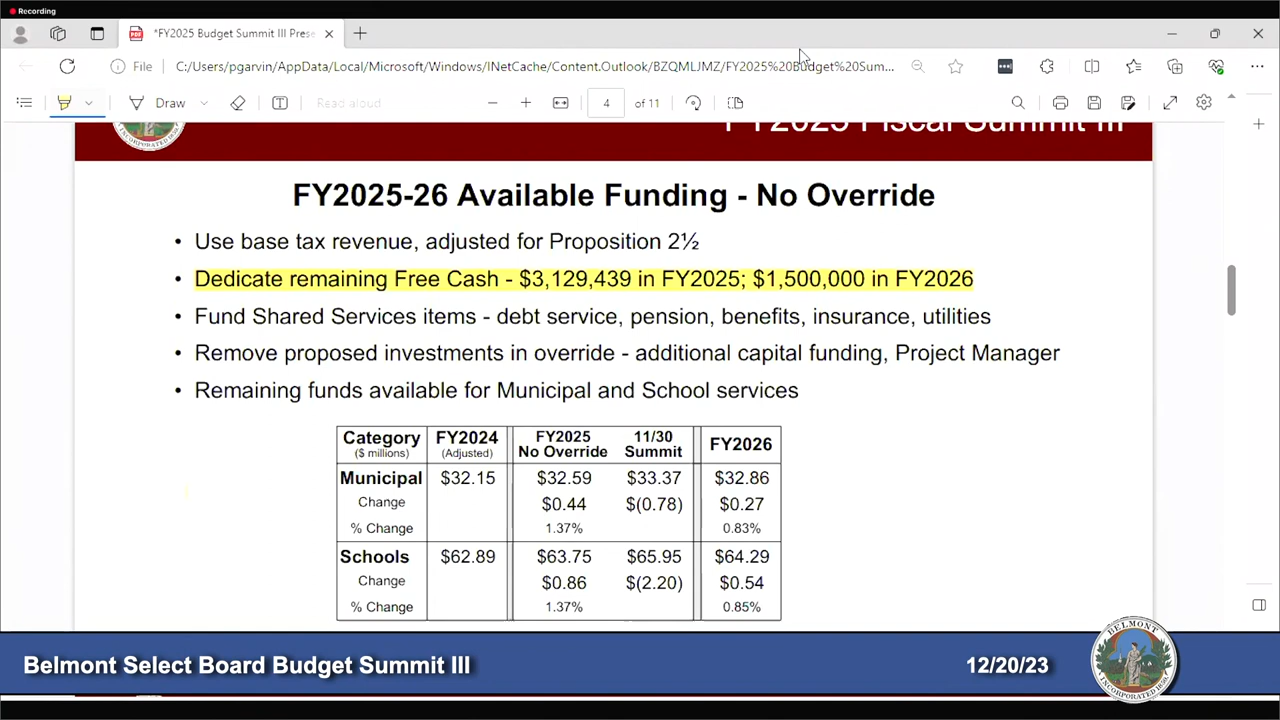 Recording
*FY2025 Budget Summit III Prese
File C:/Users/pgarvin/AppData/Local/Microsoft/Windows/INetCache/Content.Outlook/BZQMLJMZ/FY2025%20Budget%20Sum...
Draw Read aloud 4 of 11
FY2025 Fiscal Summit III
FY2025-26 Available Funding - No Override
• Use base tax revenue, adjusted for Proposition 2½
• Dedicate remaining Free Cash - $3,129,439 in FY2025; $1,500,000 in FY2026
• Fund Shared Services items - debt service, pension, benefits, insurance, utilities
• Remove proposed investments in override - additional capital funding, Project Manager
• Remaining funds available for Municipal and School services
Category FY2024 FY2025 11/30 FY2026
($ millions) (Adjusted) No Override Summit
Municipal $32.15 $32.59 $33.37 $32.86
Change $0.44 $(0.78) $0.27
% Change 1.37% 0.83%
Schools $62.89 $63.75 $65.95 $64.29
Change $0.86 $(2.20) $0.54
% Change 1.37% 0.85%
Belmont Select Board Budget Summit III 12/20/23
BELMONT